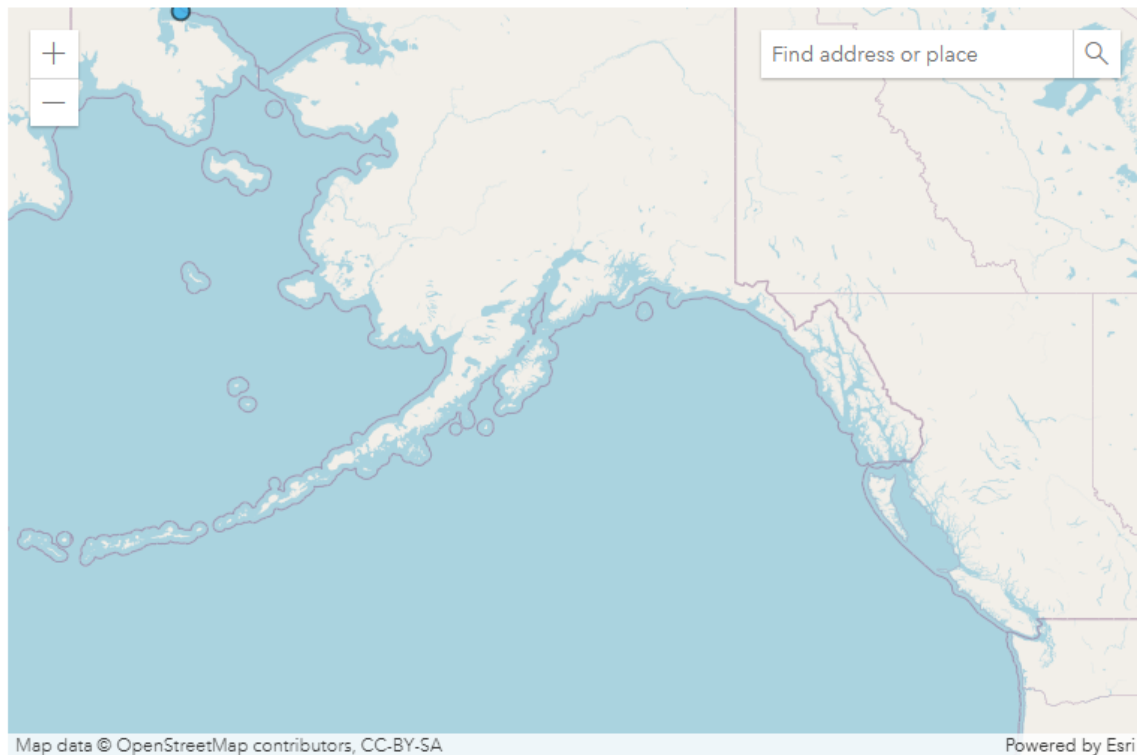 Find address or place
Map data © OpenStreetMap contributors, CC-BY-SA
Powered by Esri